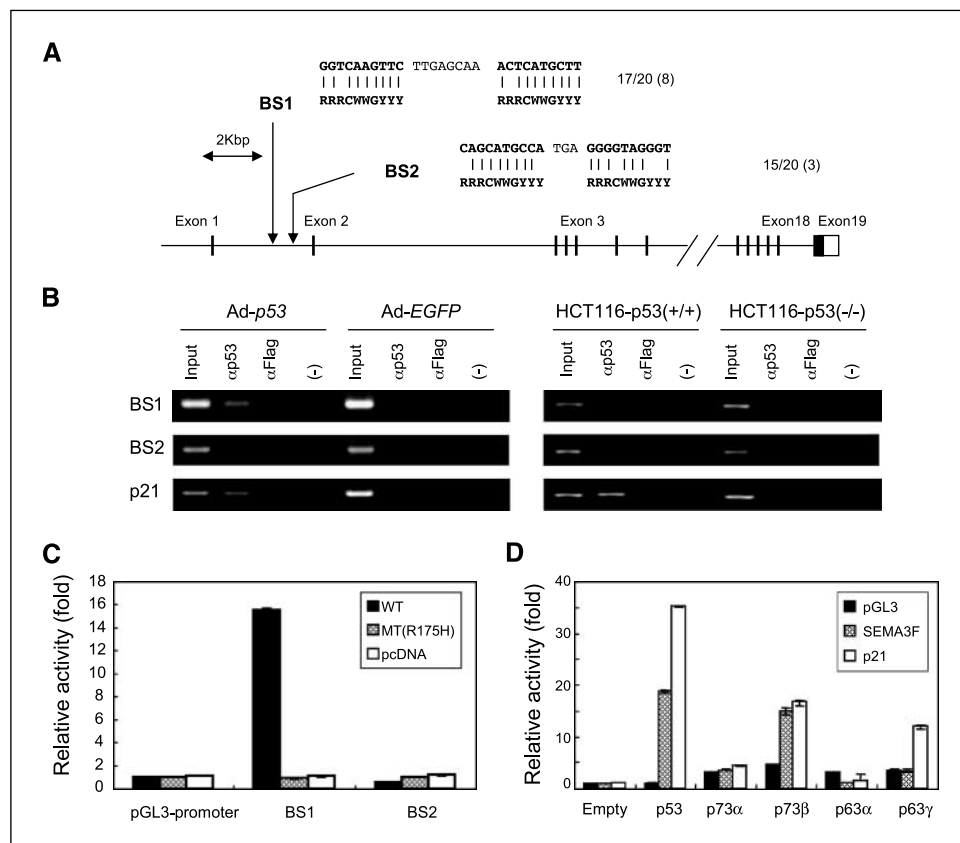 A
GGTCAAGTTC TTGAGCAA ACTCATGCTT 17/20 (8)
RRRCWWGYYY RRRCWWGYYY
BS1
2Kbp
CAGCATGCCA TGA GGGGTAGGGT 15/20 (3)
RRRCWWGYYY RRRCWWGYYY
BS2
Exon 1 Exon 2 Exon 3 Exon18 Exon19
B
Ad-p53 Ad-EGFP HCT116-p53(+/+) HCT116-p53(-/-)
Input αp53 αFlag (-) Input αp53 αFlag (-) Input αp53 αFlag (-) Input αp53 αFlag (-)
BS1
BS2
p21
C
Relative activity (fold)
18
16
14
12
10
8
6
4
2
0
WT
MT(R175H)
pcDNA
pGL3-promoter BS1 BS2
D
Relative activity (fold)
40
30
20
10
0
pGL3
SEMA3F
p21
Empty p53 p73α p73β p63α p63γ